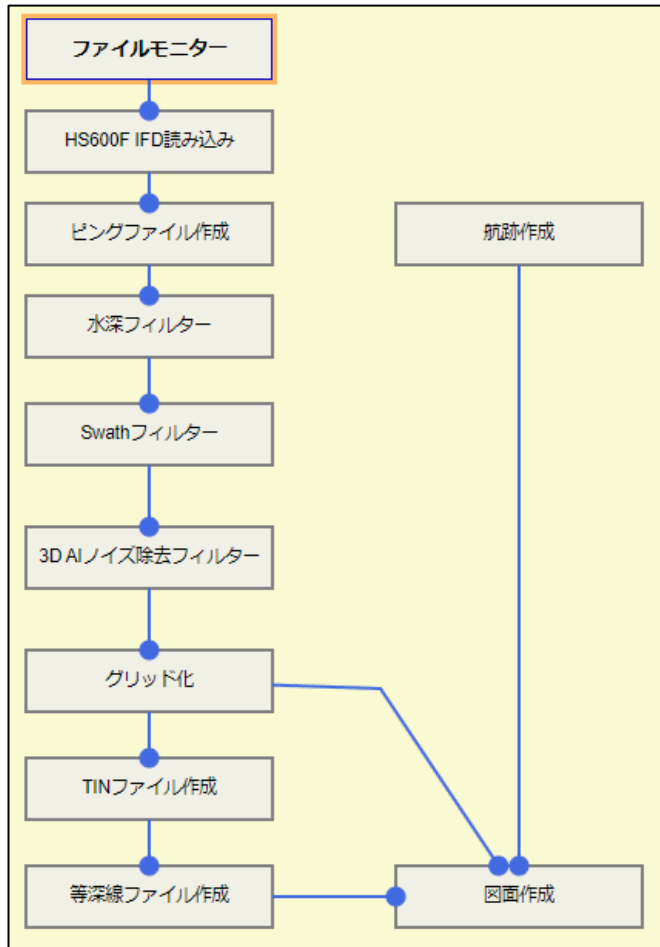 ファイルモニター
HS600F IFD読み込み
ピングファイル作成
航跡作成
水深フィルター
Swathフィルター
3D AIノイズ除去フィルター
グリッド化
TINファイル作成
等深線ファイル作成
図面作成